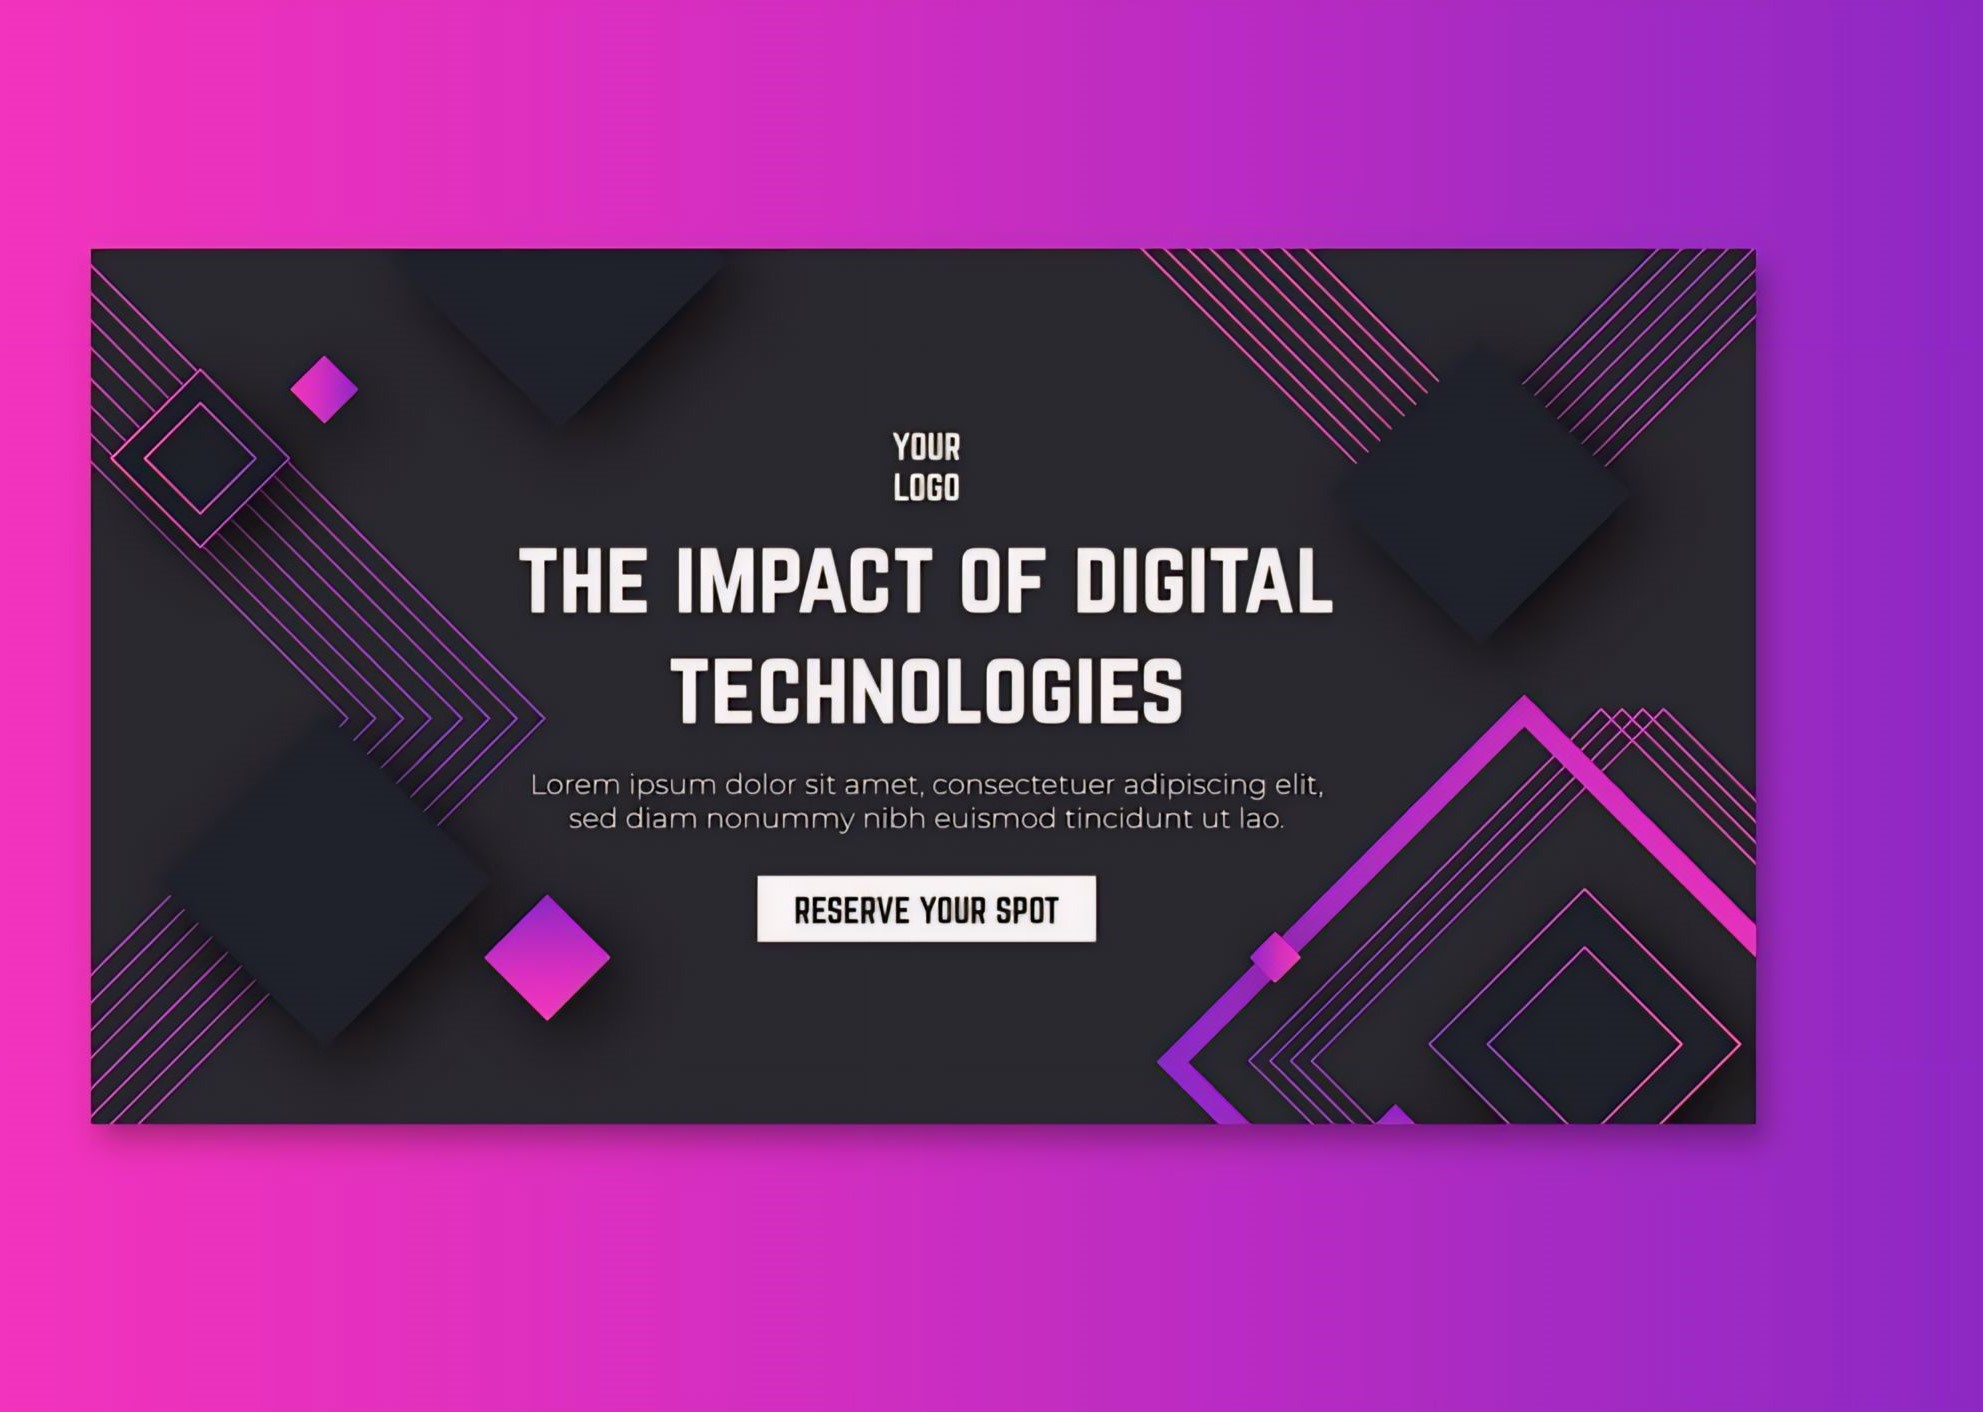 YOUR
LOGO
THE IMPACT OF DIGITAL
TECHNOLOGIES
Lorem ipsum dolor sit amet, consectetuer adipiscing elit,
sed diam nonummy nibh euismod tincidunt ut lao.
RESERVE YOUR SPOT